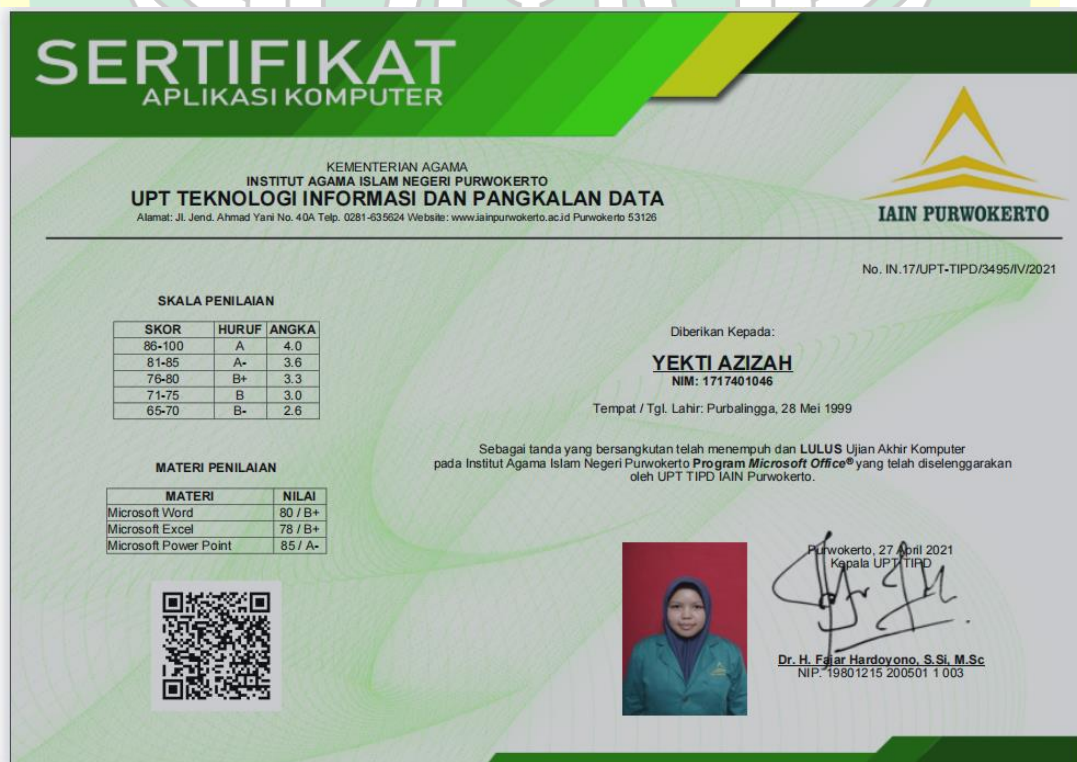 SERTIFIKAT
APLIKASI KOMPUTER
KEMENTERIAN AGAMA
INSTITUT AGAMA ISLAM NEGERI PURWOKERTO
UPT TEKNOLOGI INFORMASI DAN PANGKALAN DATA
Alamat: Jl. Jend. Ahmad Yani No. 40A Telp. 0281-635624 Website: www.iainpurwokerto.ac.id Purwokerto 53126
IAIN PURWOKERTO
No. IN.17/UPT-TIPD/3495/IV/2021
SKALA PENILAIAN
SKOR HURUF ANGKA
86-100 A 4.0
81-85 A- 3.6
76-80 B+ 3.3
71-75 B 3.0
65-70 B- 2.6
MATERI PENILAIAN
MATERI NILAI
Microsoft Word 80 / B+
Microsoft Excel 78 / B+
Microsoft Power Point 85 / A-
Diberikan Kepada:
YEKTI AZIZAH
NIM: 1717401046
Tempat / Tgl. Lahir: Purbalingga, 28 Mei 1999
Sebagai tanda yang bersangkutan telah menempuh dan LULUS Ujian Akhir Komputer
pada Institut Agama Islam Negeri Purwokerto Program Microsoft Office® yang telah diselenggarakan
oleh UPT TIPD IAIN Purwokerto.
Purwokerto, 27 April 2021
Kepala UPT TIPD
Dr. H. Fajar Hardoyono, S.Si, M.Sc
NIP. 19801215 200501 1 003